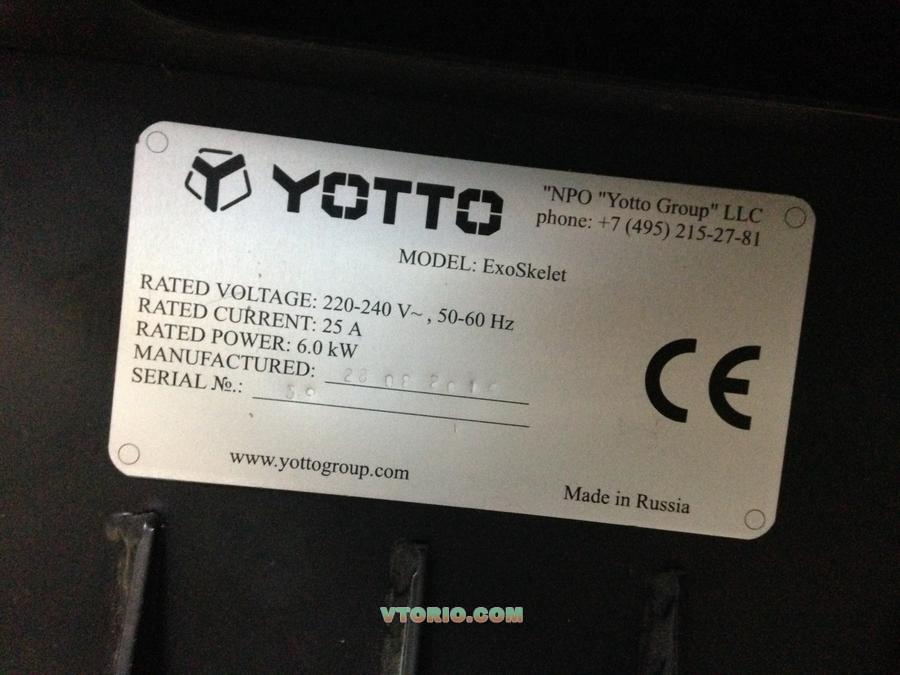 YOTTO
"NPO "Yotto Group" LLC
phone: +7 (495) 215-27-81
MODEL: ExoSkelet
RATED VOLTAGE: 220-240 V~ , 50-60 Hz
RATED CURRENT: 25 A
RATED POWER: 6.0 kW
MANUFACTURED:
SERIAL №.:
CE
www.yottogroup.com
Made in Russia
VTORIO.COM